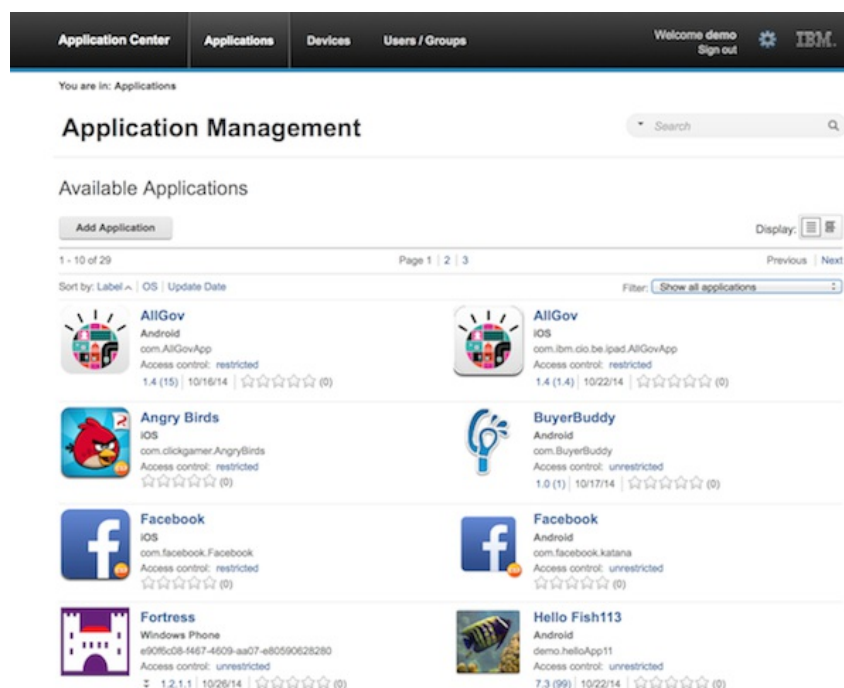 Application Center Applications Devices Users / Groups Welcome demo
Sign out
IBM.
You are in: Applications
Application Management
Search
Available Applications
Add Application
Display:
1 - 10 of 29 Page 1 | 2 | 3 Previous | Next
Sort by: Label | OS | Update Date Filter: Show all applications
AllGov
Android
com.AllGovApp
Access control: restricted
1.4 (15) | 10/16/14 | (0)
AllGov
iOS
com.ibm.cio.be.ipad.AllGovApp
Access control: restricted
1.4 (1.4) | 10/22/14 | (0)
Angry Birds
iOS
com.clickgamer.AngryBirds
Access control: restricted
(0)
BuyerBuddy
Android
com.BuyerBuddy
Access control: unrestricted
1.0 (1) | 10/17/14 | (0)
Facebook
iOS
com.facebook.Facebook
Access control: restricted
(0)
Facebook
Android
com.facebook.katana
Access control: unrestricted
(0)
Fortress
Windows Phone
e90f6c08-f467-4609-aa07-e80590628280
Access control: unrestricted
1.2.1.1 | 10/26/14 | (0)
Hello Fish113
Android
demo.helloApp11
Access control: unrestricted
7.3 (99) | 10/22/14 | (0)